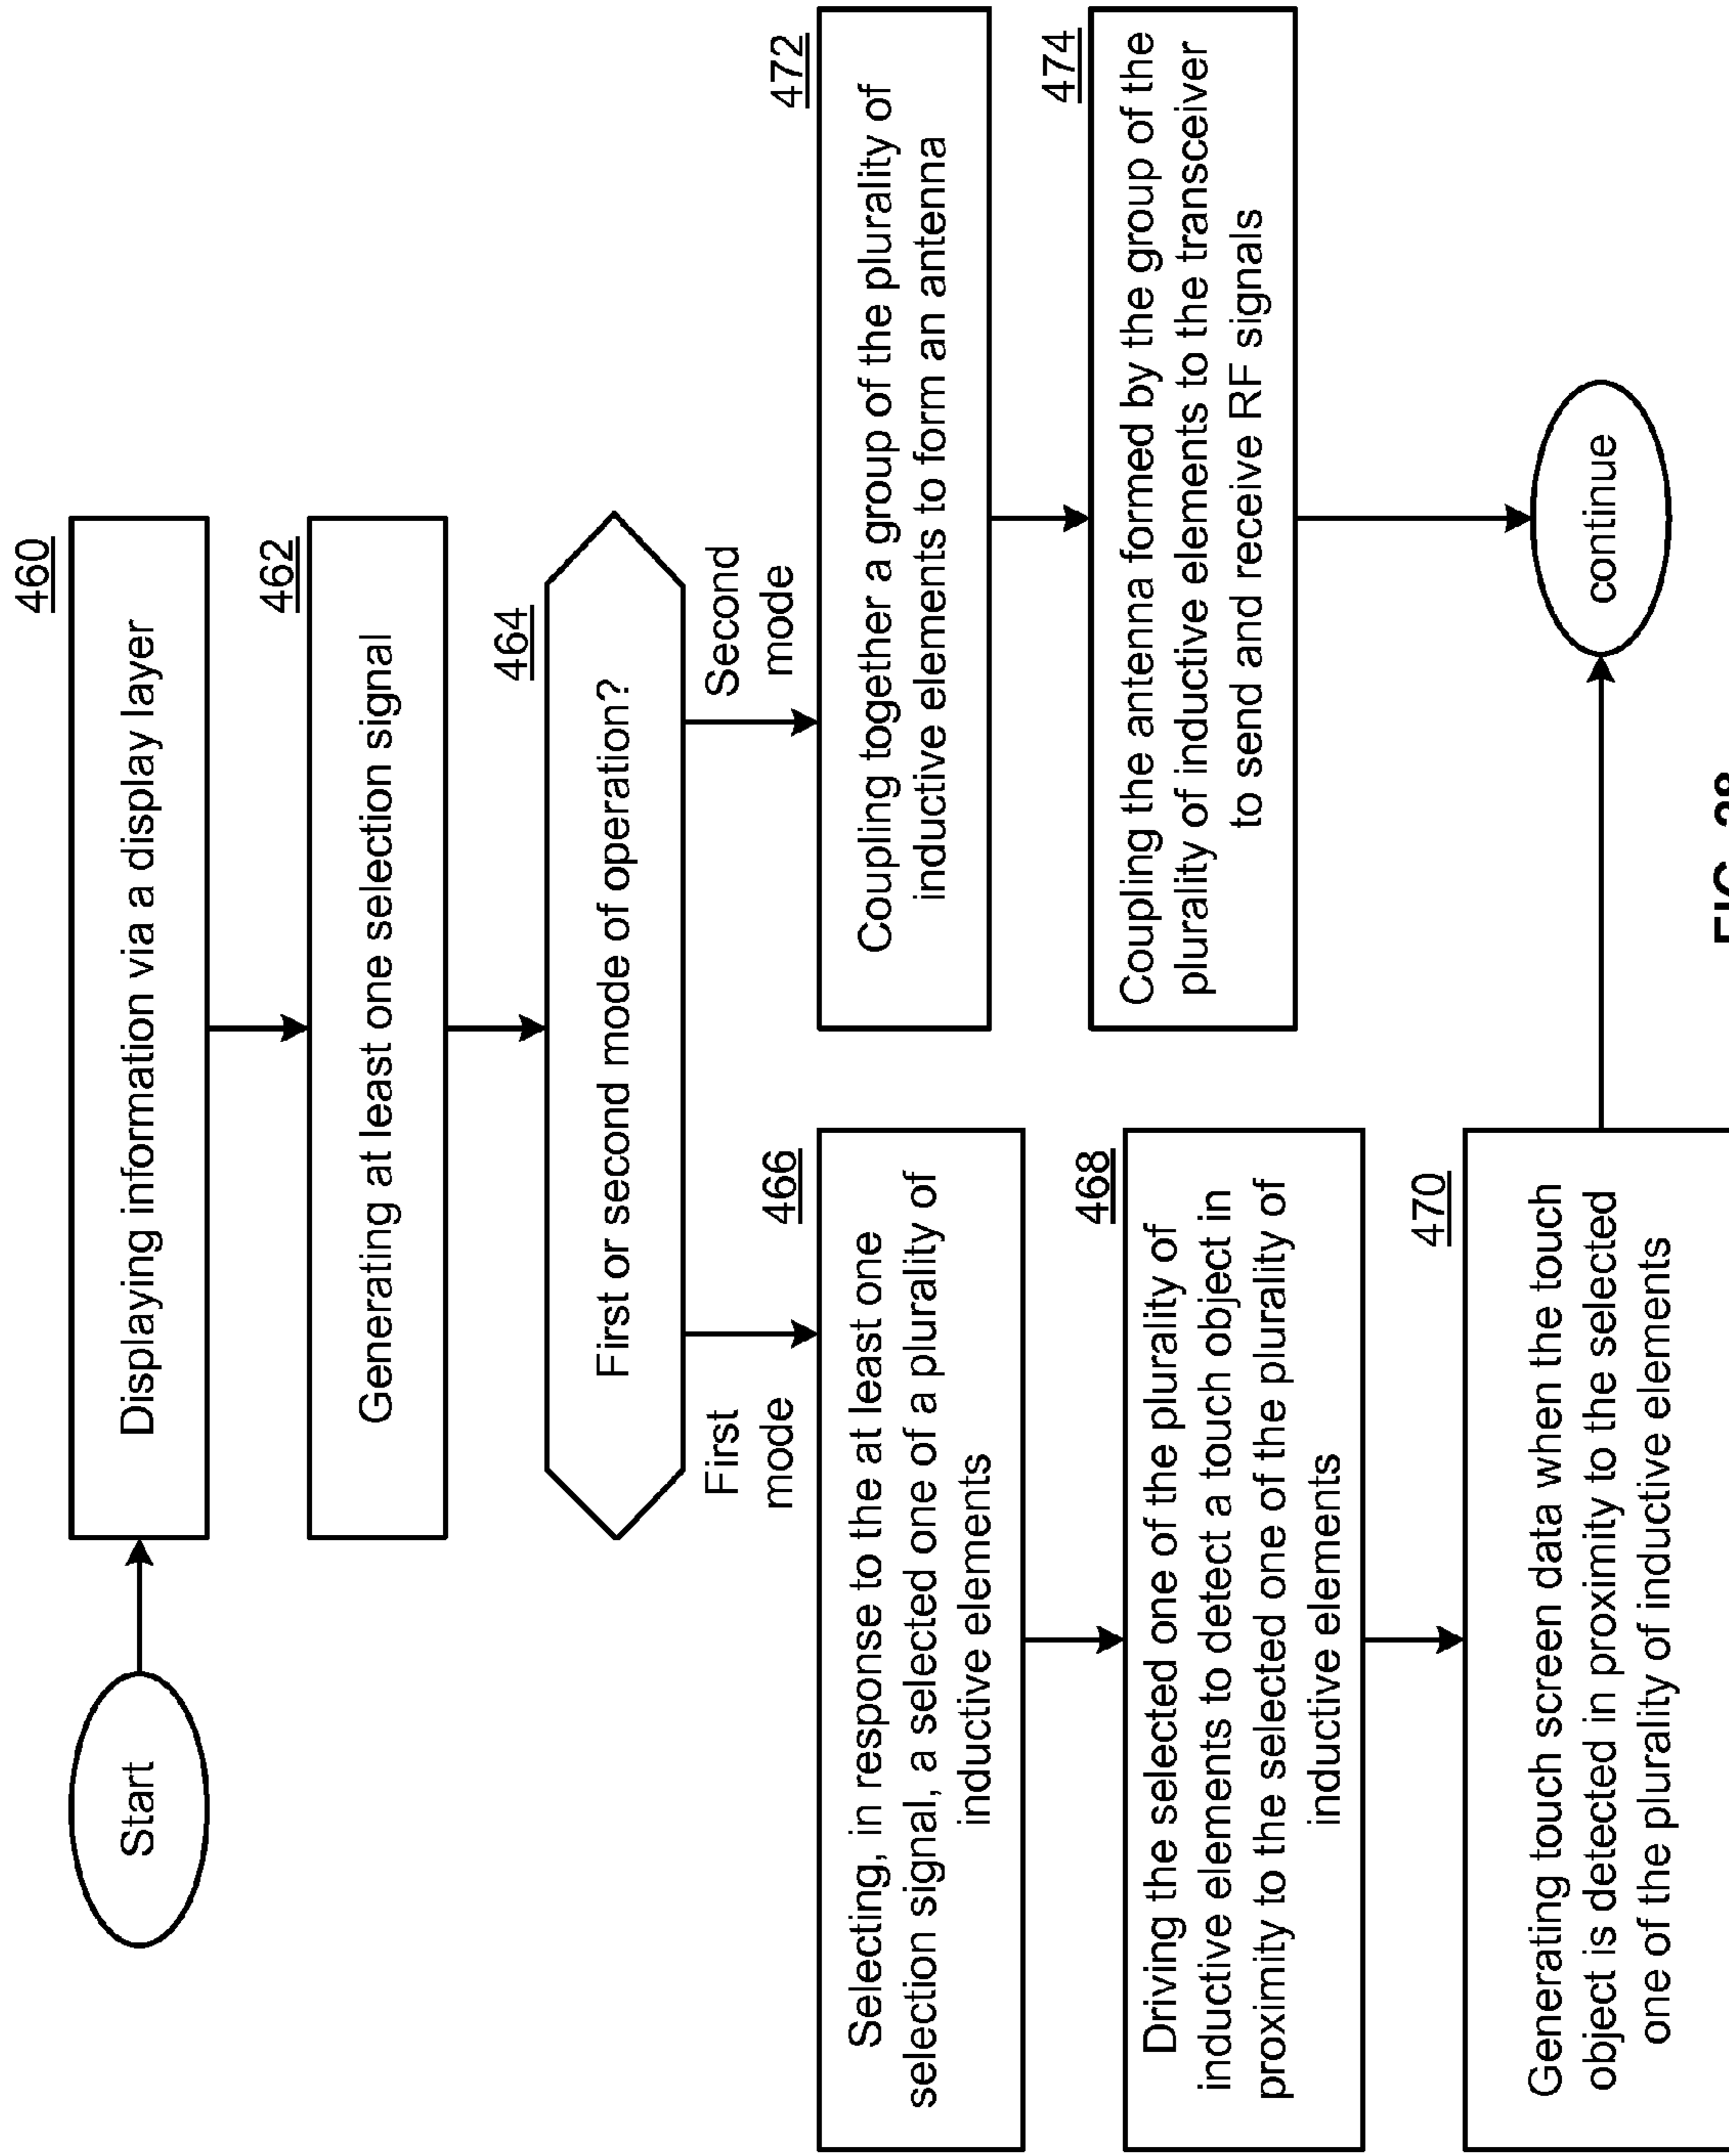 Start
460
Displaying information via a display layer
462
Generating at least one selection signal
464
First or second mode of operation?
First
mode
Second
mode
466
Selecting, in response to the at least one
selection signal, a selected one of a plurality of
inductive elements
468
Driving the selected one of the plurality of
inductive elements to detect a touch object in
proximity to the selected one of the plurality of
inductive elements
470
Generating touch screen data when the touch
object is detected in proximity to the selected
one of the plurality of inductive elements
472
Coupling together a group of the plurality of
inductive elements to form an antenna
474
Coupling the antenna formed by the group of the
plurality of inductive elements to the transceiver
to send and receive RF signals
continue
FIG.